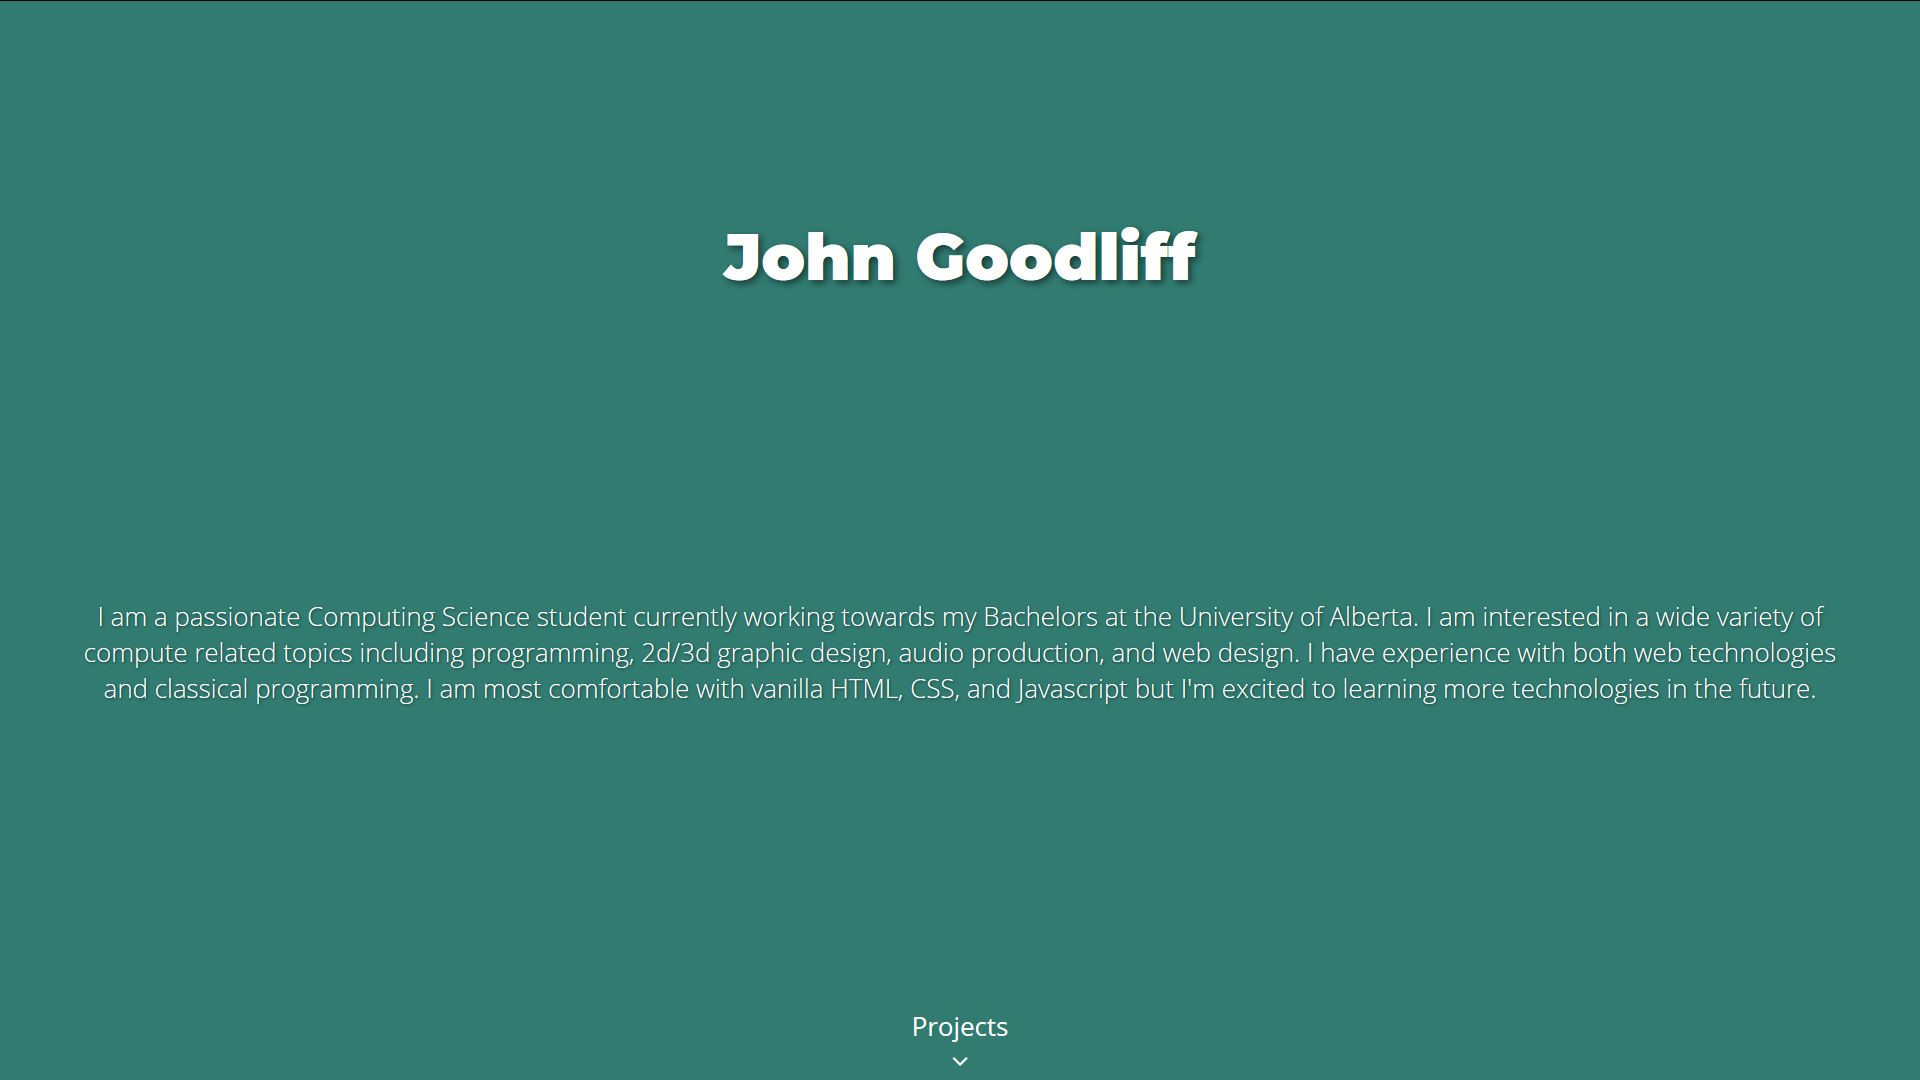 John Goodliff
I am a passionate Computing Science student currently working towards my Bachelors at the University of Alberta. I am interested in a wide variety of
compute related topics including programming, 2d/3d graphic design, audio production, and web design. I have experience with both web technologies
and classical programming. I am most comfortable with vanilla HTML, CSS, and Javascript but I'm excited to learning more technologies in the future.
Projects